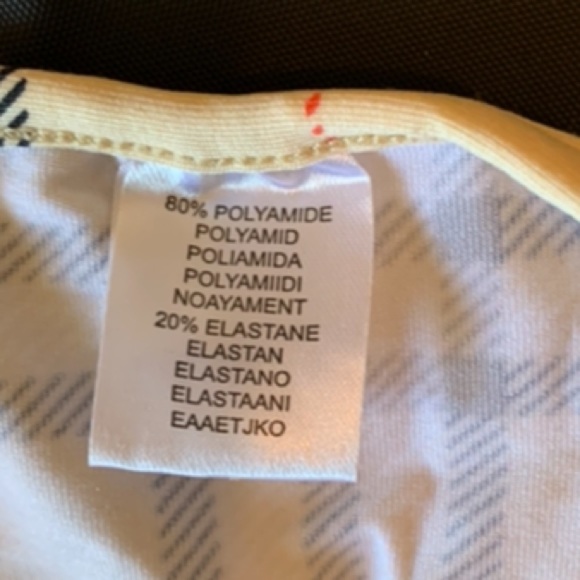 80% POLYAMIDE
POLYAMID
POLIAMIDA
POLYAMIIDI
NOAYAMENT
20% ELASTANE
ELASTAN
ELASTANO
ELASTAANI
EAAETJKO